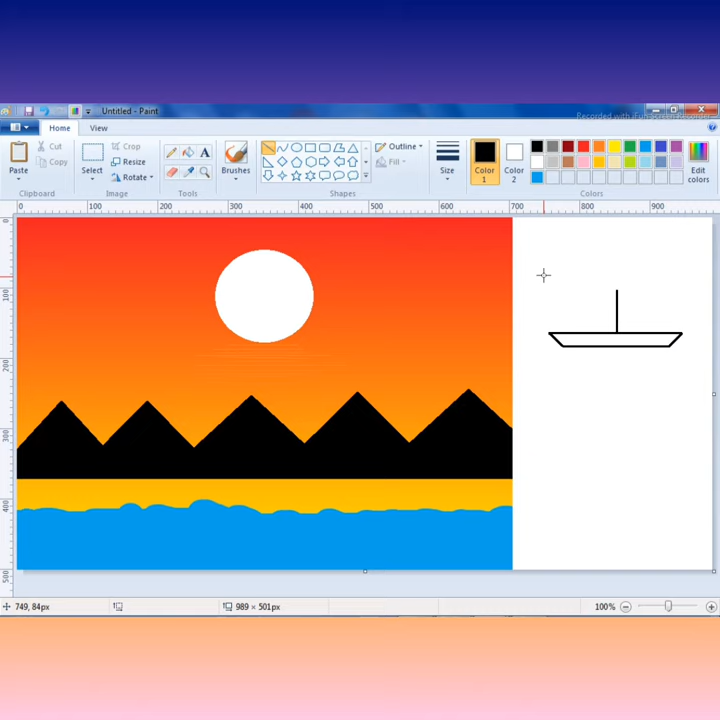 Untitled - Paint
Recorded with iFun Screen Recorder
Home View
Paste
Cut
Copy
Clipboard
Select
Crop
Resize
Rotate
Image
A
Tools
Brushes
Outline
Fill
Shapes
Size
Color 1
Color 2
Edit colors
Colors
0 100 200 300 400 500 600 700 800 900
0
100
200
300
400
500
749, 84px
989 × 501px
100%